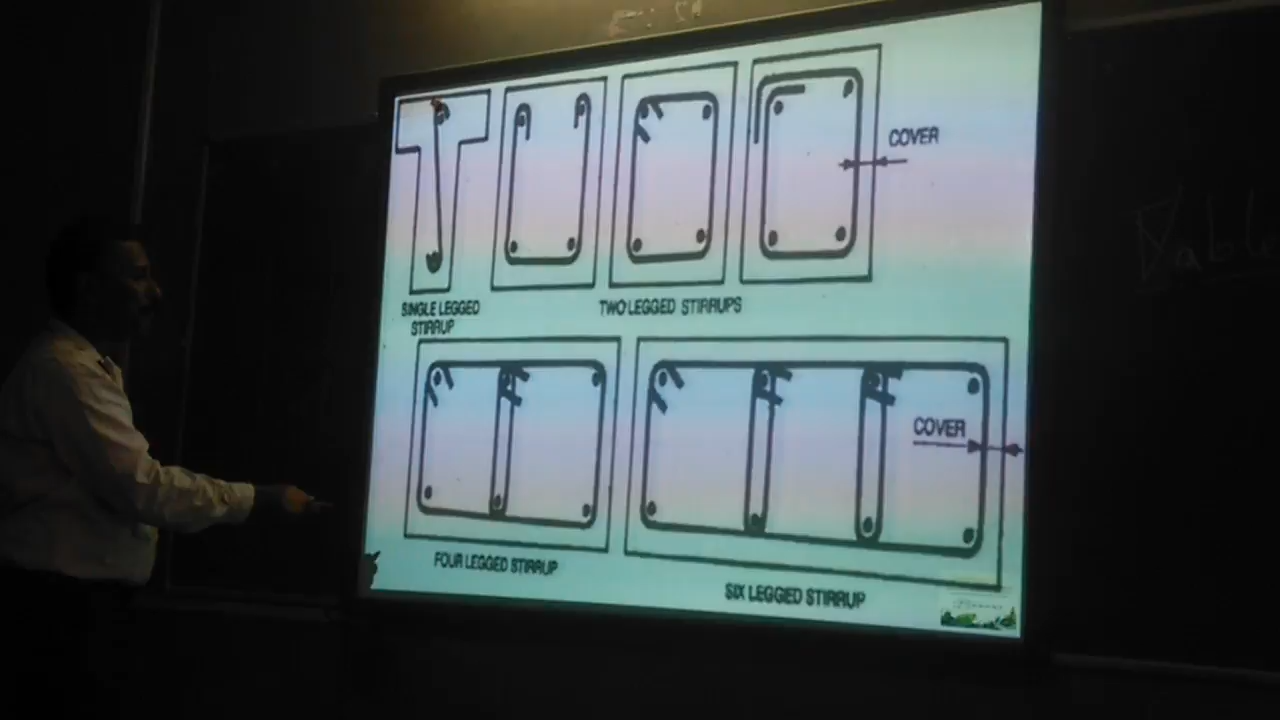 COVER
SINGLE LEGGED
STIRRUP
TWO LEGGED STIRRUPS
COVER
FOUR LEGGED STIRRUP
SIX LEGGED STIRRUP